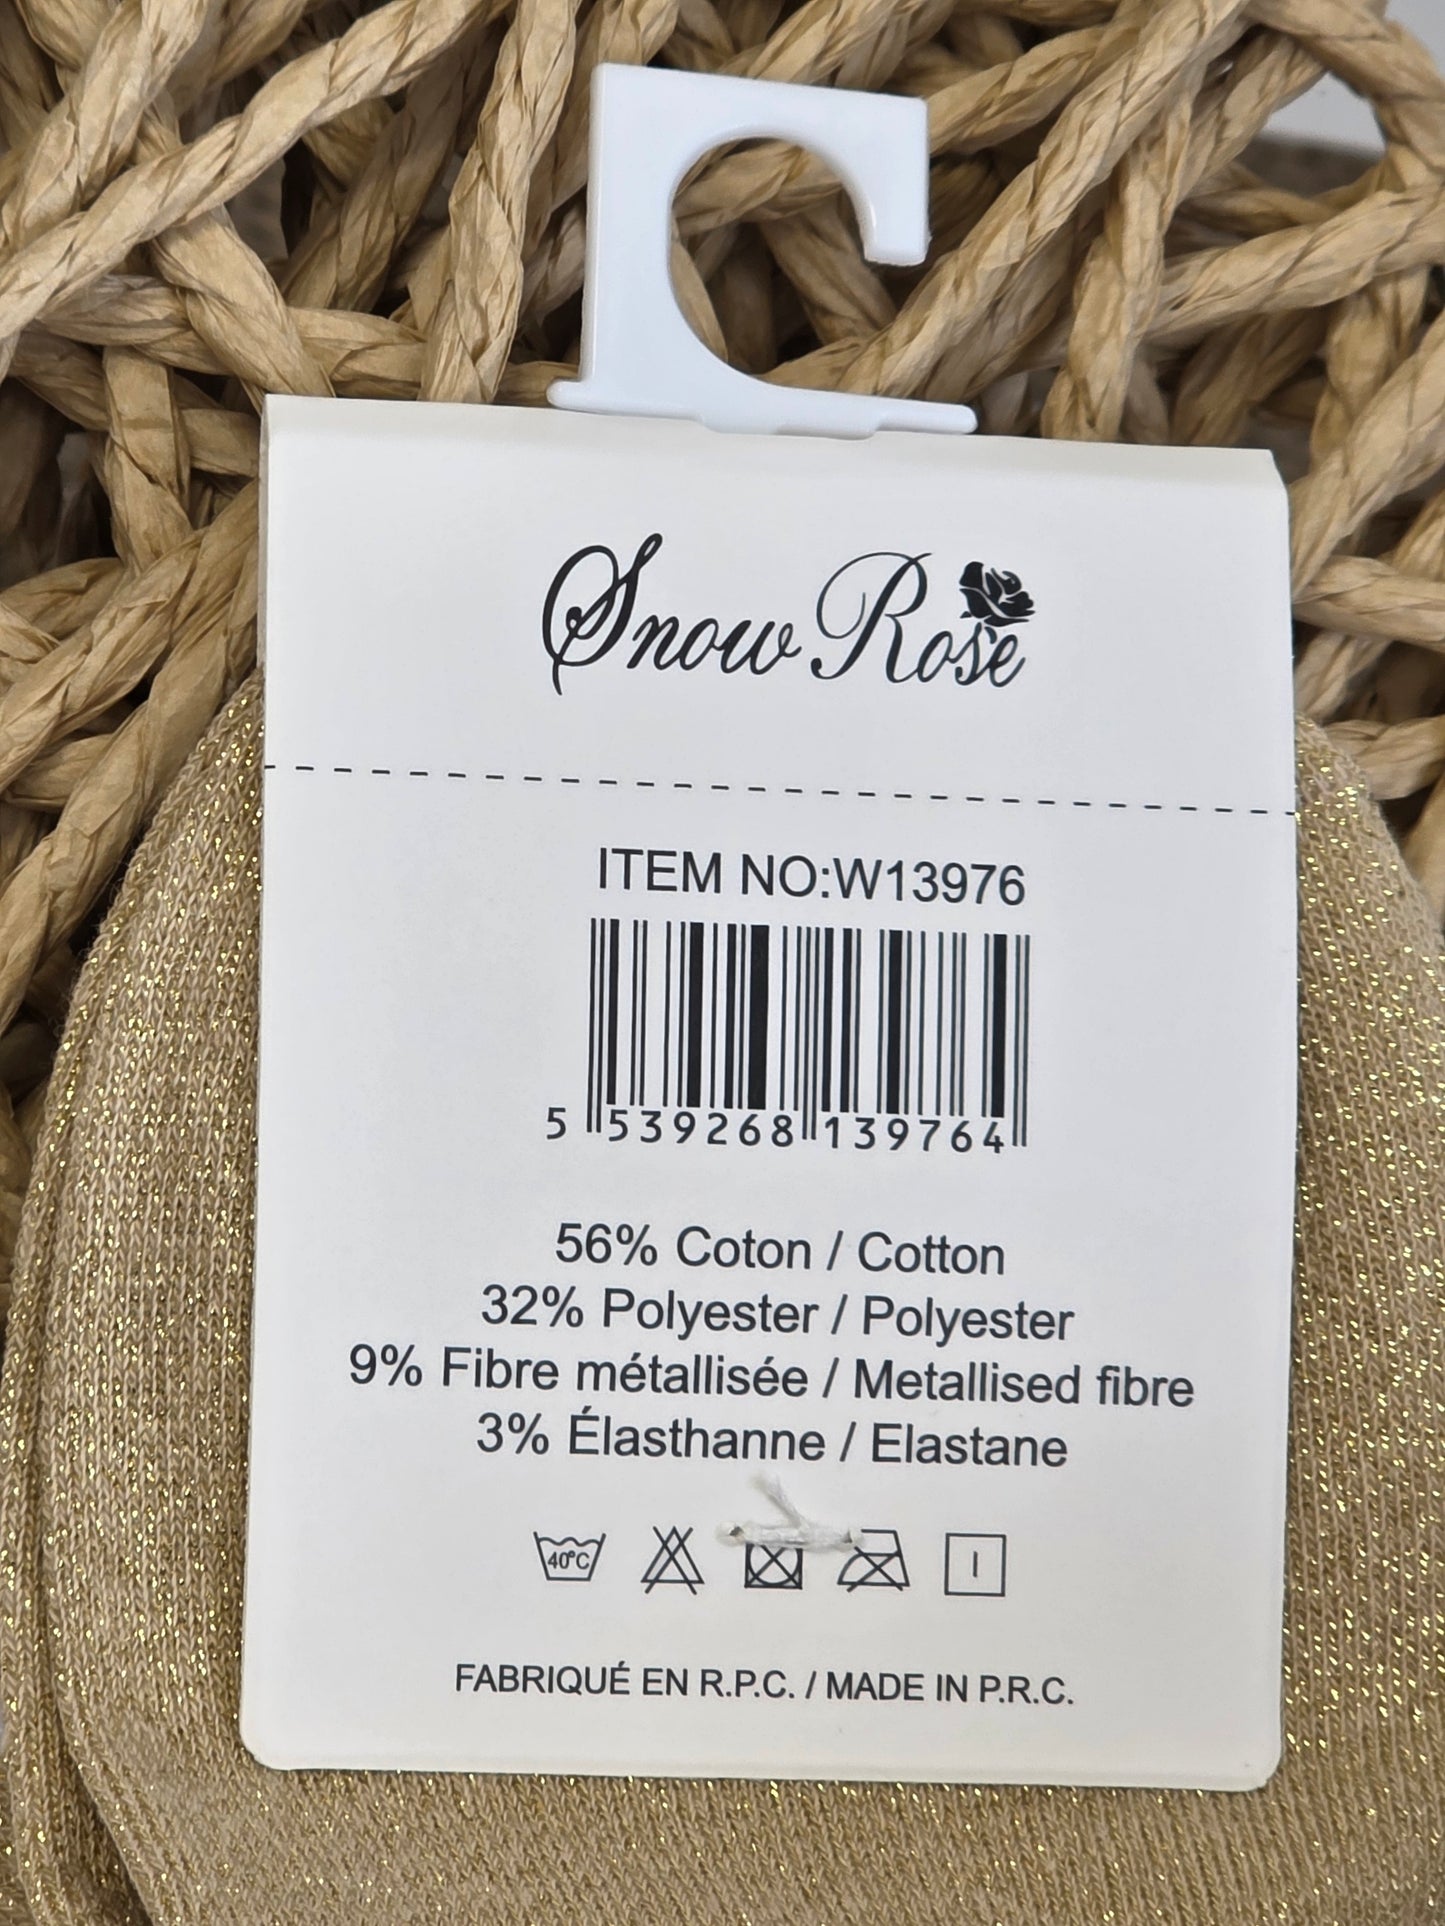 Snow Rose
ITEM NO:W13976
5 539268 139764
56% Coton / Cotton
32% Polyester / Polyester
9% Fibre métallisée / Metallised fibre
3% Élasthanne / Elastane
40°C
FABRIQUÉ EN R.P.C. / MADE IN P.R.C.